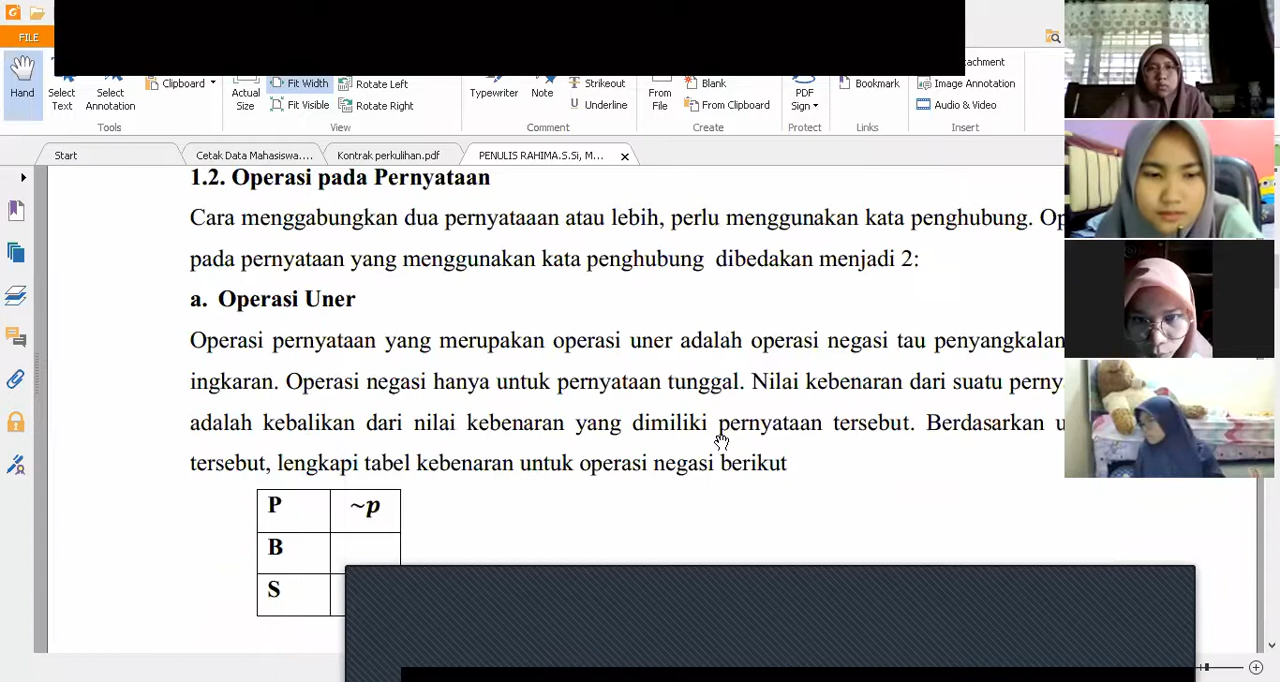 FILE
Hand
Select
Text
Select
Annotation
Clipboard
Actual
Size
Fit Width
Fit Visible
Rotate Left
Rotate Right
Typewriter
Note
Strikeout
Underline
From
File
Blank
From Clipboard
PDF
Sign
Bookmark
Image Annotation
Audio & Video
Tools
View
Comment
Create
Protect
Links
Insert
Start
Cetak Data Mahasiswa....
Kontrak perkulihan.pdf
PENULIS RAHIMA.S.Si, M...
1.2. Operasi pada Pernyataan
Cara menggabungkan dua pernyataaan atau lebih, perlu menggunakan kata penghubung.
pada pernyataan yang menggunakan kata penghubung dibedakan menjadi 2:
a. Operasi Uner
Operasi pernyataan yang merupakan operasi uner adalah operasi negasi tau penyangkalan
ingkaran. Operasi negasi hanya untuk pernyataan tunggal. Nilai kebenaran dari suatu
adalah kebalikan dari nilai kebenaran yang dimiliki pernyataan tersebut. Berdasarkan
tersebut, lengkapi tabel kebenaran untuk operasi negasi berikut
P ~p
B
S